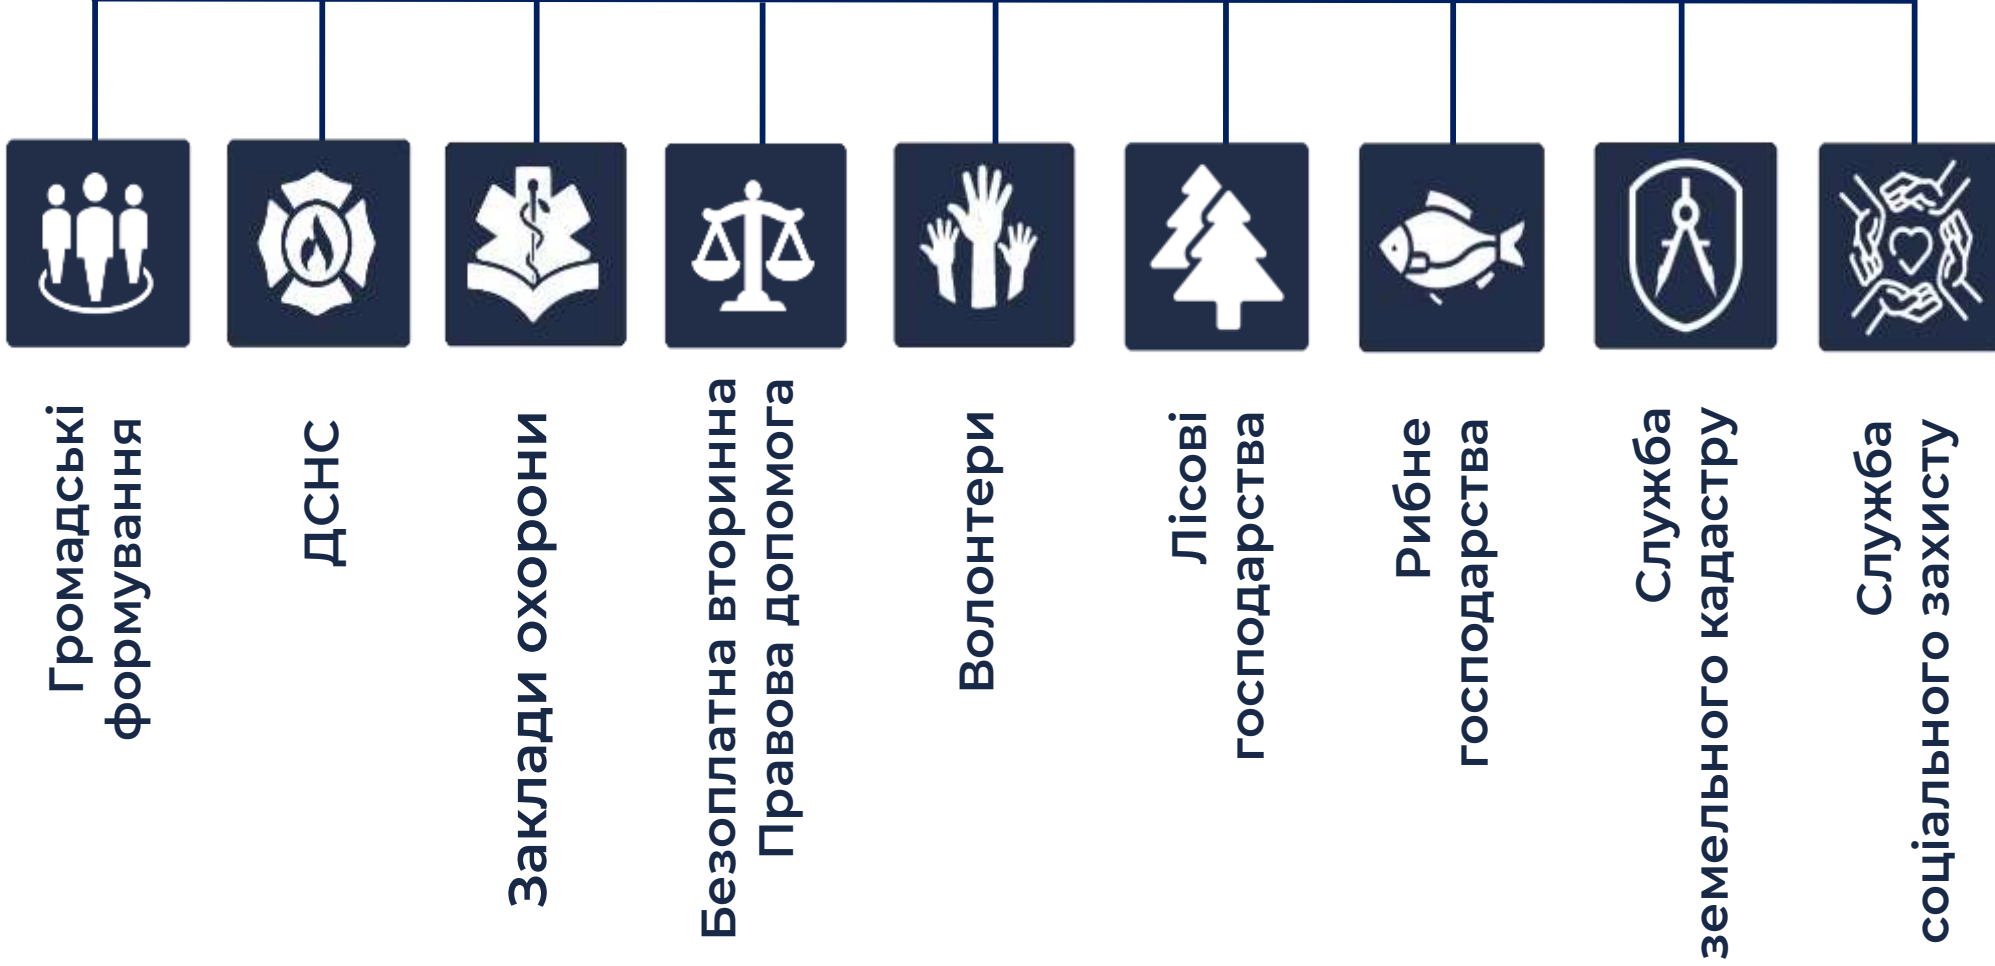 Громадські
формування
ДСНС
Заклади охорони
Безоплатна вторинна
Правова допомога
Волонтери
Лісові
господарства
Рибне
господарства
Служба
земельного кадастру
Служба
соціального захисту